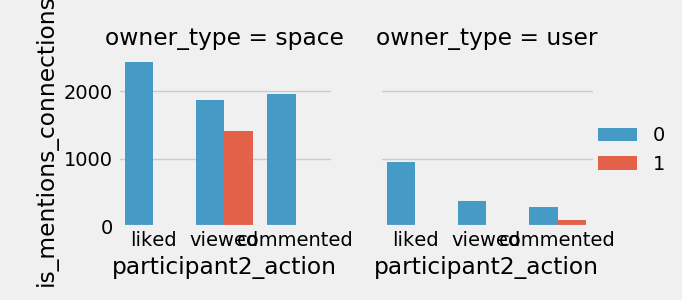 owner_type = space
owner_type = user
is_mentions_connections
2000
1000
0
liked
viewed
commented
liked
viewed
commented
participant2_action
participant2_action
0
1